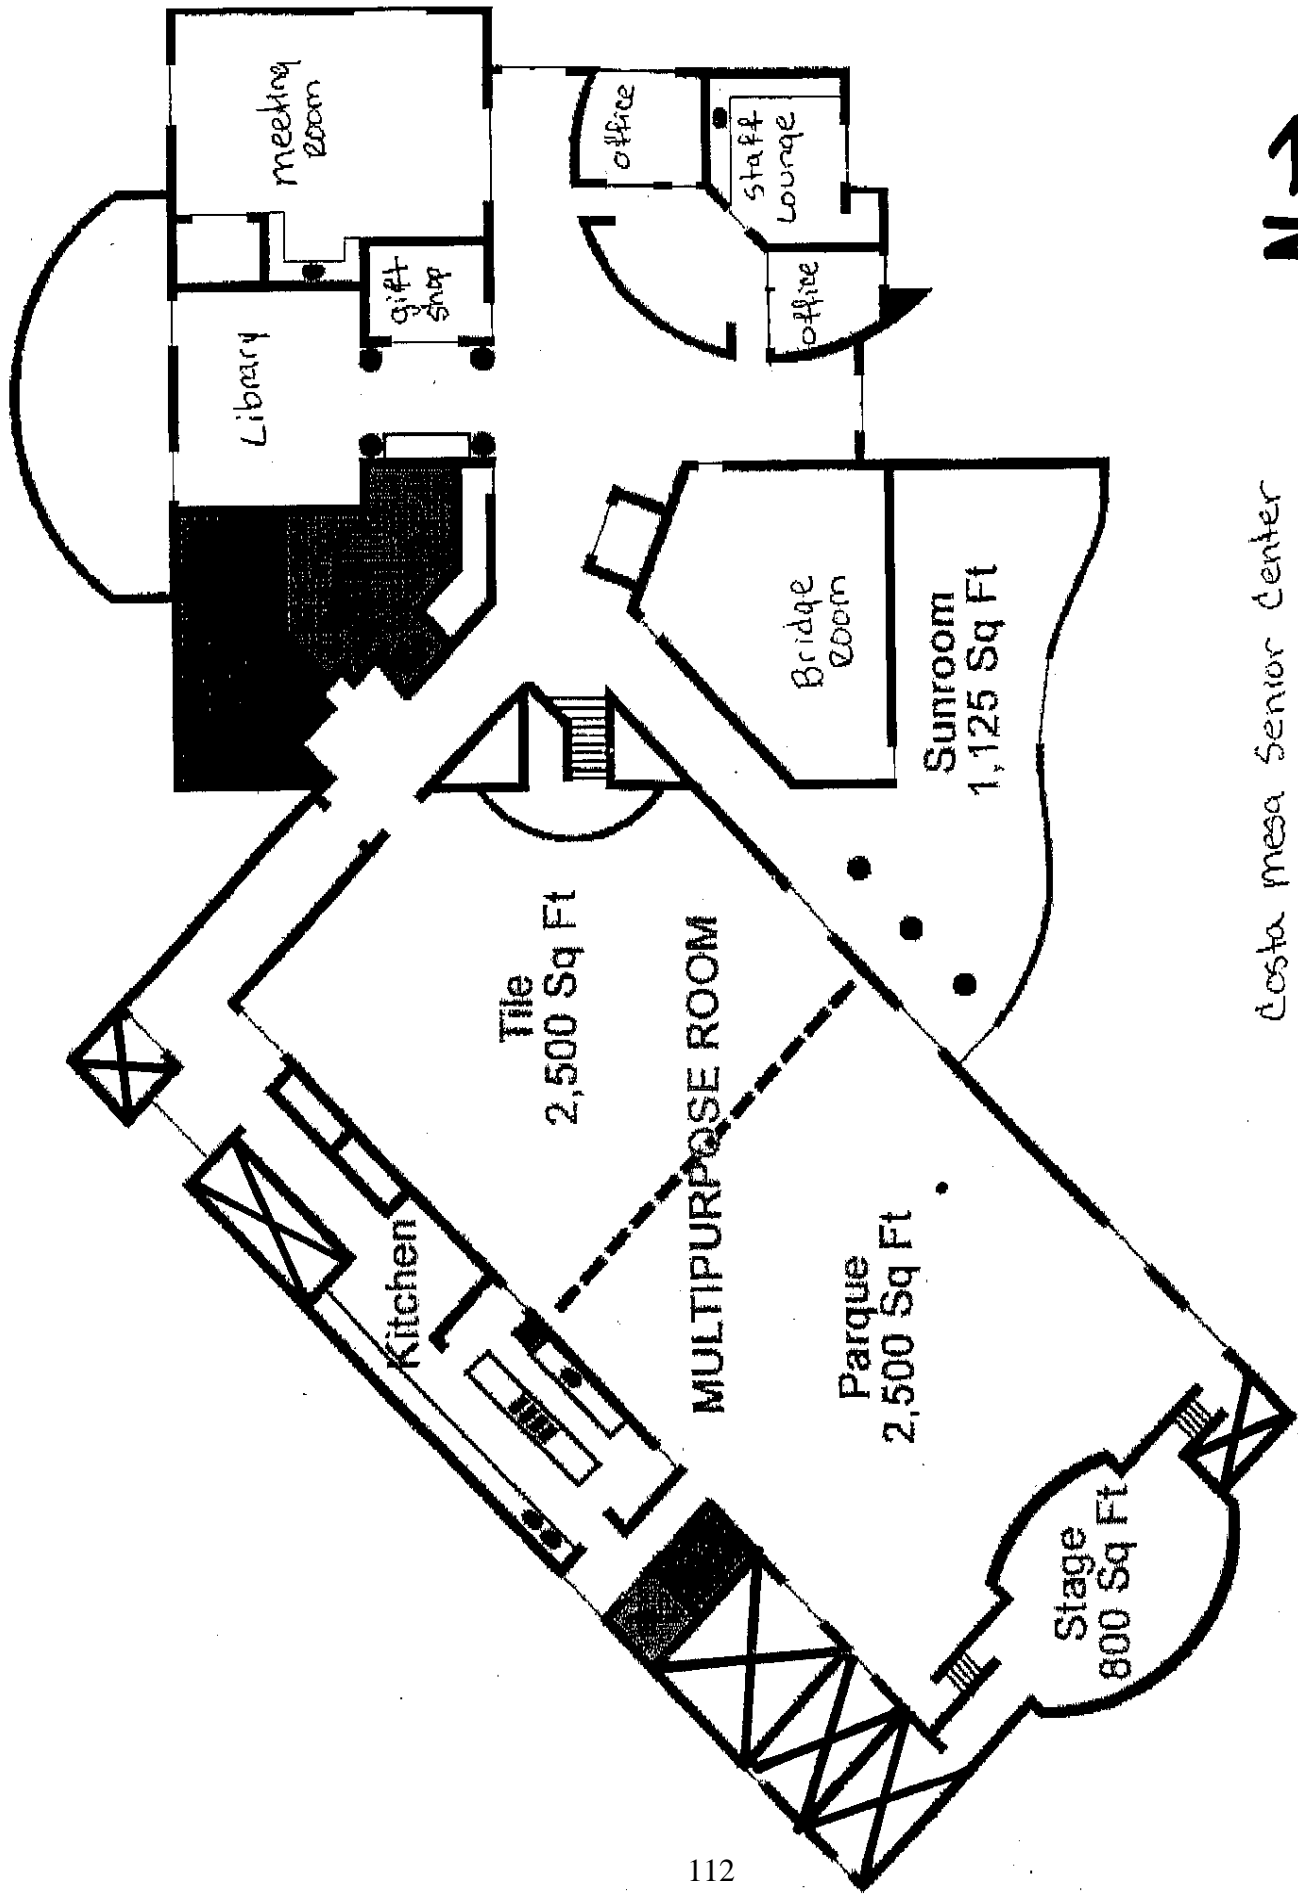 meeting
Room
office
staff
Lounge
gift
shop
office
Library
Bridge
Room
Sunroom
1,125 Sq Ft
Tile
2,500 Sq Ft
MULTIPURPOSE ROOM
Kitchen
Parque
2,500 Sq Ft
Stage
800 Sq Ft
N
Costa mesa Senior Center
112